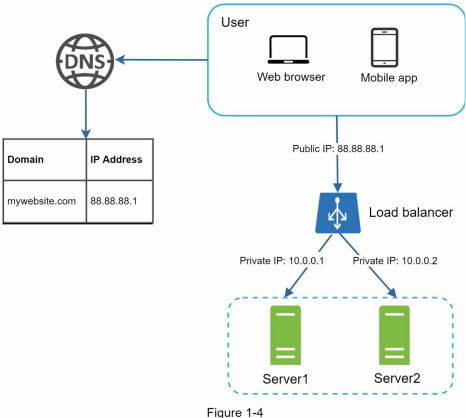 User
DNS
Web browser
Mobile app
Domain
IP Address
mywebsite.com
88.88.88.1
Public IP: 88.88.88.1
Load balancer
Private IP: 10.0.0.1
Private IP: 10.0.0.2
Server1
Server2
Figure 1-4